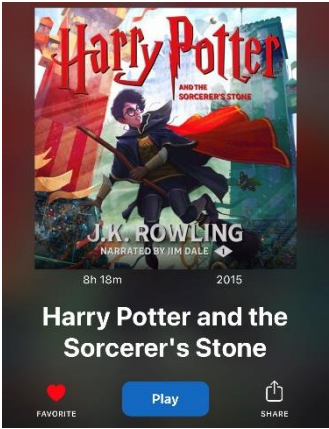 Harry Potter
AND THE
SORCERER'S STONE
J.K. ROWLING
NARRATED BY JIM DALE 1
8h 18m 2015
Harry Potter and the
Sorcerer's Stone
Play
FAVORITE SHARE